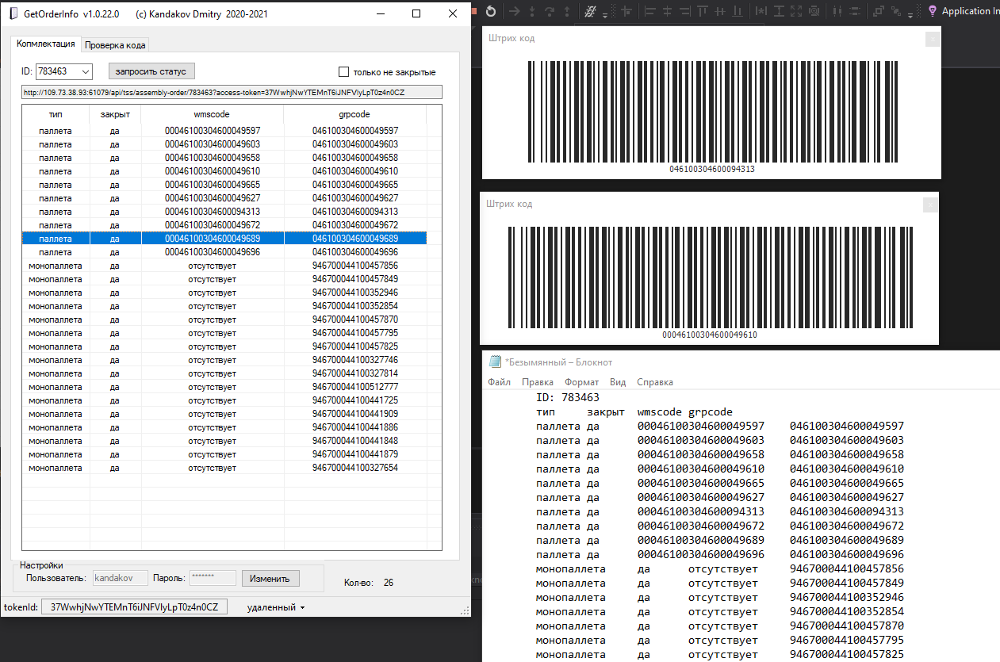 GetOrderInfo v1.0.22.0 (c) Kandakov Dmitry 2020-2021
Копмлектация Проверка кода
ID: 783463 запросить статус только не закрытые
http://109.73.38.93:61079/api/tss/assembly-order/783463?access-token=37WwhjNwYTEMnT6iJNFVlyLpT0z4n0CZ
тип закрыт wmscode grpcode
паллета да 00046100304600049597 046100304600049597
паллета да 00046100304600049603 046100304600049603
паллета да 00046100304600049658 046100304600049658
паллета да 00046100304600049610 046100304600049610
паллета да 00046100304600049665 046100304600049665
паллета да 00046100304600049627 046100304600049627
паллета да 00046100304600094313 046100304600094313
паллета да 00046100304600049672 046100304600049672
паллета да 00046100304600049689 046100304600049689
паллета да 00046100304600049696 046100304600049696
монопаллета да отсутствует 946700044100457856
монопаллета да отсутствует 946700044100457849
монопаллета да отсутствует 946700044100352946
монопаллета да отсутствует 946700044100352854
монопаллета да отсутствует 946700044100457870
монопаллета да отсутствует 946700044100457795
монопаллета да отсутствует 946700044100457825
монопаллета да отсутствует 946700044100327746
монопаллета да отсутствует 946700044100327814
монопаллета да отсутствует 946700044100512777
монопаллета да отсутствует 946700044100441725
монопаллета да отсутствует 946700044100441909
монопаллета да отсутствует 946700044100441886
монопаллета да отсутствует 946700044100441848
монопаллета да отсутствует 946700044100441879
монопаллета да отсутствует 946700044100327654
Настройки
Пользователь: kandakov Пароль: ******* Изменить
Кол-во: 26
tokenId: 37WwhjNwYTEMnT6iJNFVlyLpT0z4n0CZ удаленный
Application In
Штрих код
046100304600094313
Штрих код
00046100304600049610
*Безымянный – Блокнот
Файл Правка Формат Вид Справка
ID: 783463
тип закрыт wmscode grpcode
паллета да 00046100304600049597 046100304600049597
паллета да 00046100304600049603 046100304600049603
паллета да 00046100304600049658 046100304600049658
паллета да 00046100304600049610 046100304600049610
паллета да 00046100304600049665 046100304600049665
паллета да 00046100304600049627 046100304600049627
паллета да 00046100304600094313 046100304600094313
паллета да 00046100304600049672 046100304600049672
паллета да 00046100304600049689 046100304600049689
паллета да 00046100304600049696 046100304600049696
монопаллета да отсутствует 946700044100457856
монопаллета да отсутствует 946700044100457849
монопаллета да отсутствует 946700044100352946
монопаллета да отсутствует 946700044100352854
монопаллета да отсутствует 946700044100457870
монопаллета да отсутствует 946700044100457795
монопаллета да отсутствует 946700044100457825